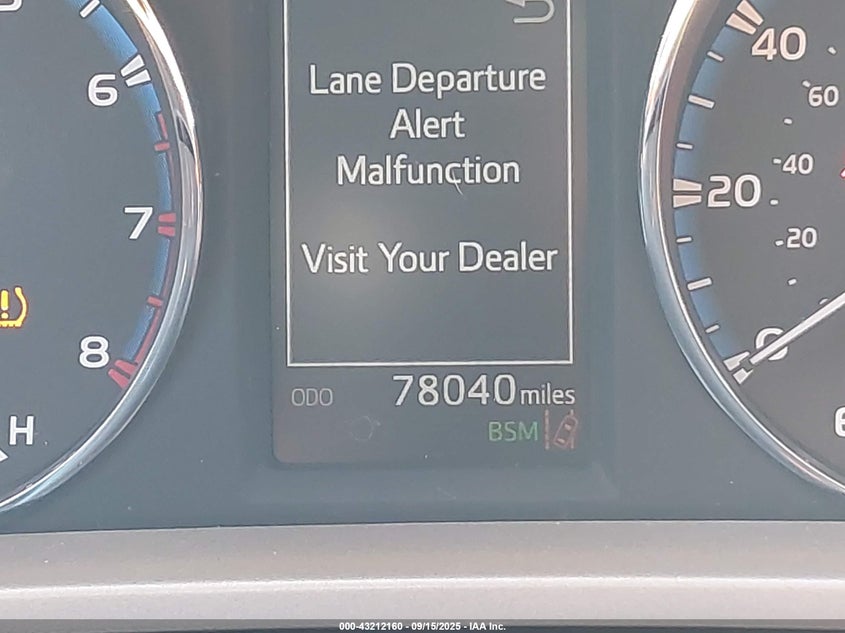 6
7
8
H
Lane Departure
Alert
Malfunction
Visit Your Dealer
ODO 78040 miles
BSM
40
60
40
20
20
0
000-43212160 - 09/15/2025 - IAA Inc.